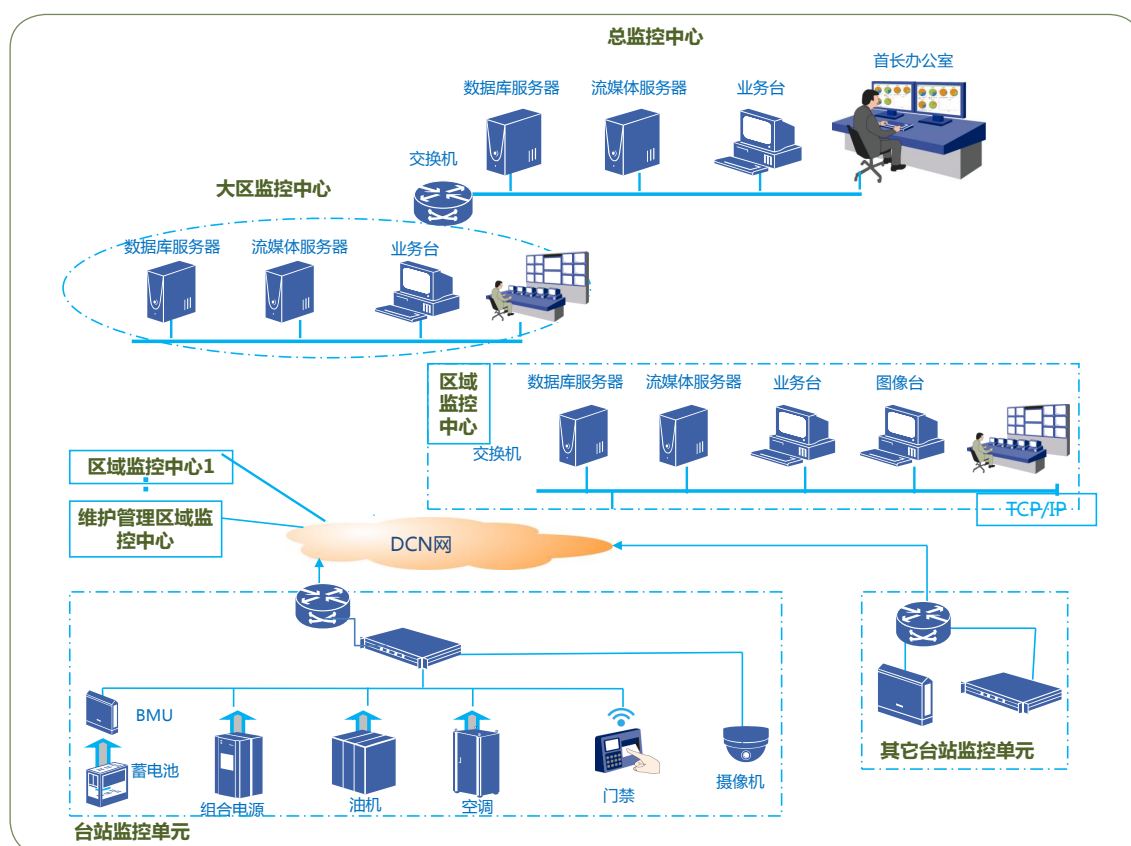 总监控中心
首长办公室
数据库服务器
流媒体服务器
业务台
交换机
大区监控中心
数据库服务器
流媒体服务器
业务台
区域
监控
中心
数据库服务器
流媒体服务器
业务台
图像台
交换机
区域监控中心1
TCP/IP
维护管理区域监
控中心
DCN网
BMU
蓄电池
组合电源
油机
空调
门禁
摄像机
其它台站监控单元
台站监控单元